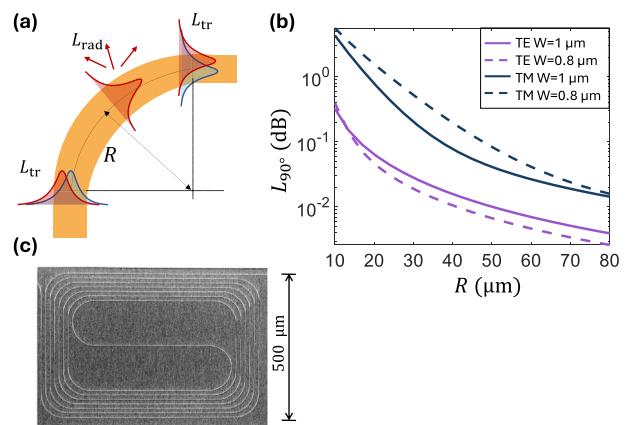 (a)
L_rad
L_tr
R
L_tr
(b)
TE W=1 μm
TE W=0.8 μm
TM W=1 μm
TM W=0.8 μm
10^0
10^-1
10^-2
L_90° (dB)
10 20 30 40 50 60 70 80
R (μm)
(c)
500 μm